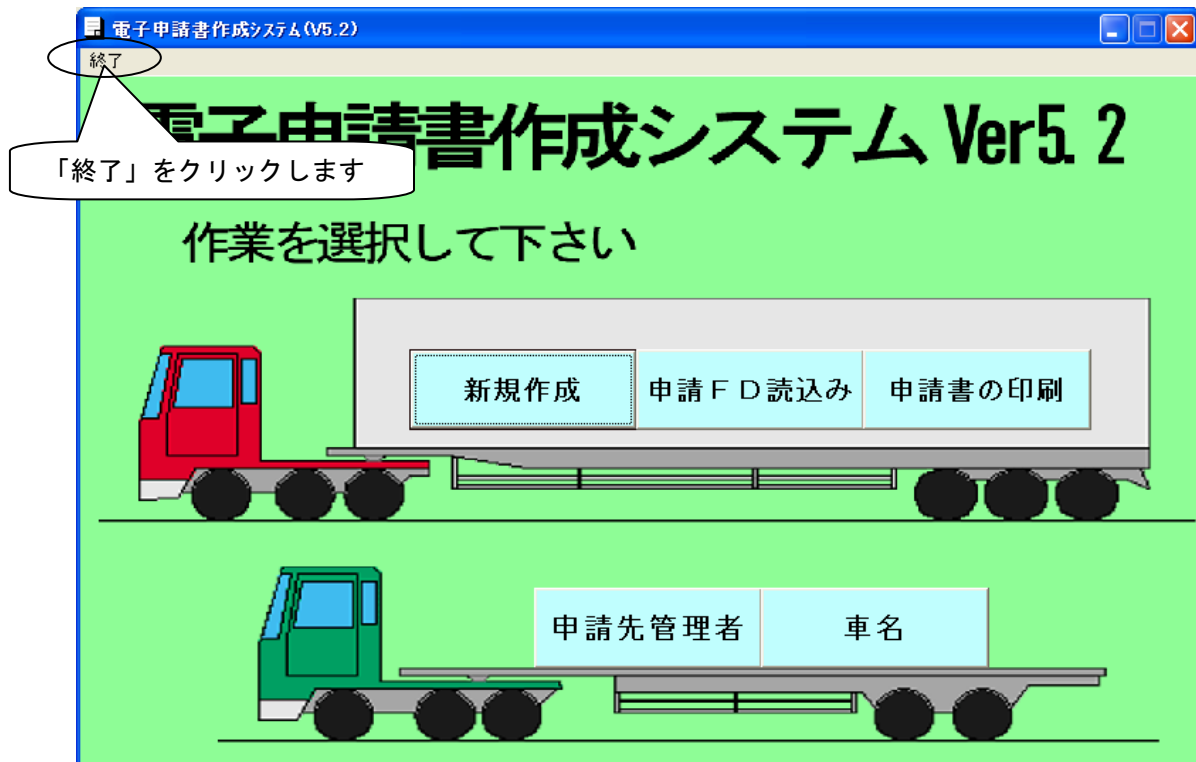 電子申請書作成システム(V5.2)
終了
電子申請書作成システム Ver5.2
「終了」をクリックします
作業を選択して下さい
新規作成
申請ＦＤ読込み
申請書の印刷
申請先管理者
車名